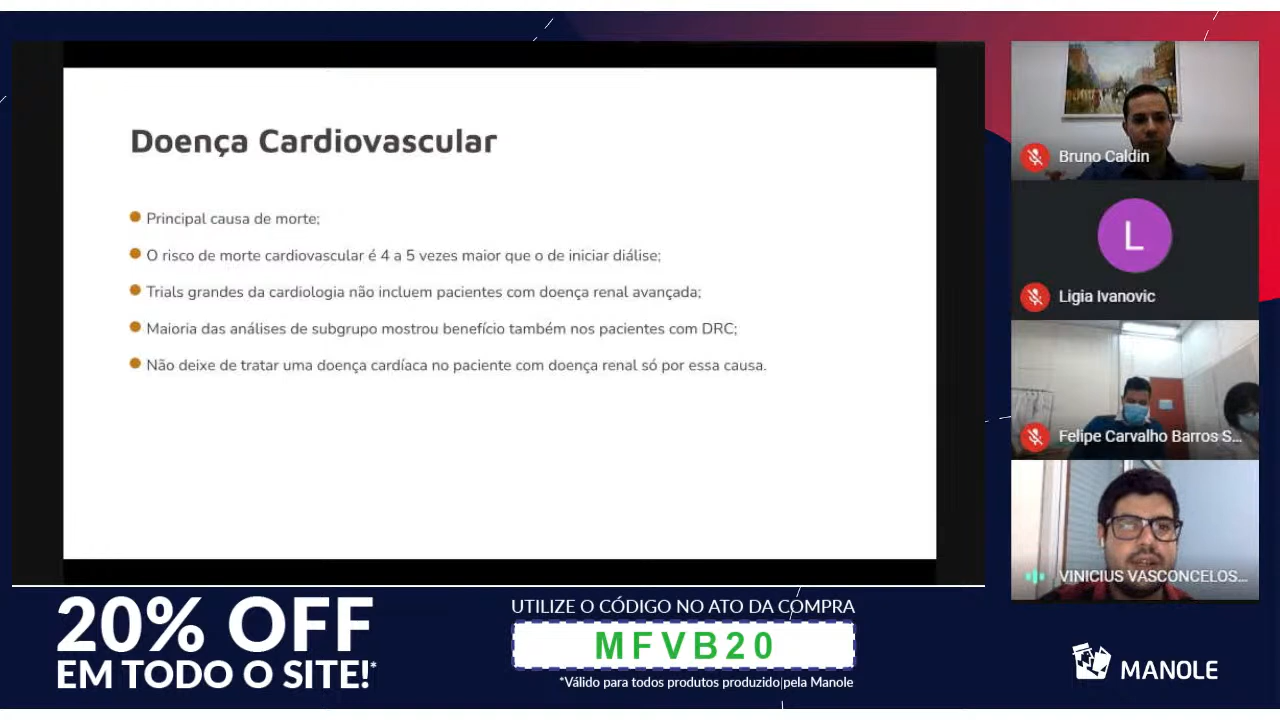 Doença Cardiovascular
Principal causa de morte;
O risco de morte cardiovascular é 4 a 5 vezes maior que o de iniciar diálise;
Trials grandes da cardiologia não incluem pacientes com doença renal avançada;
Maioria das análises de subgrupo mostrou benefício também nos pacientes com DRC;
Não deixe de tratar uma doença cardíaca no paciente com doença renal só por essa causa.
Bruno Caldin
L
Ligia Ivanovic
Felipe Carvalho Barros S...
VINICIUS VASCONCELOS...
20% OFF
EM TODO O SITE!*
UTILIZE O CÓDIGO NO ATO DA COMPRA
MFVB20
*Válido para todos produtos produzido pela Manole
MANOLE